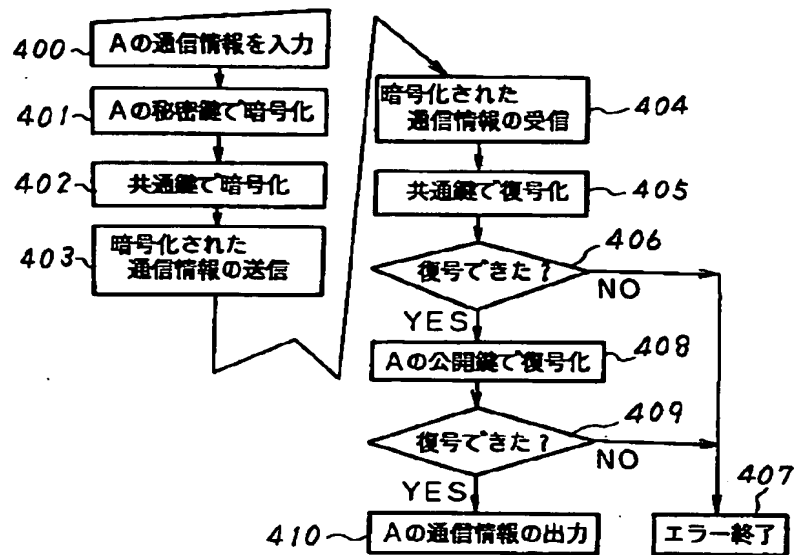 400
Aの通信情報を入力
401
Aの秘密鍵で暗号化
402
共通鍵で暗号化
403
暗号化された
通信情報の送信
暗号化された
通信情報の受信
404
共通鍵で復号化
405
406
復号できた?
NO
YES
Aの公開鍵で復号化
408
409
復号できた?
NO
YES
407
410
Aの通信情報の出力
エラー終了